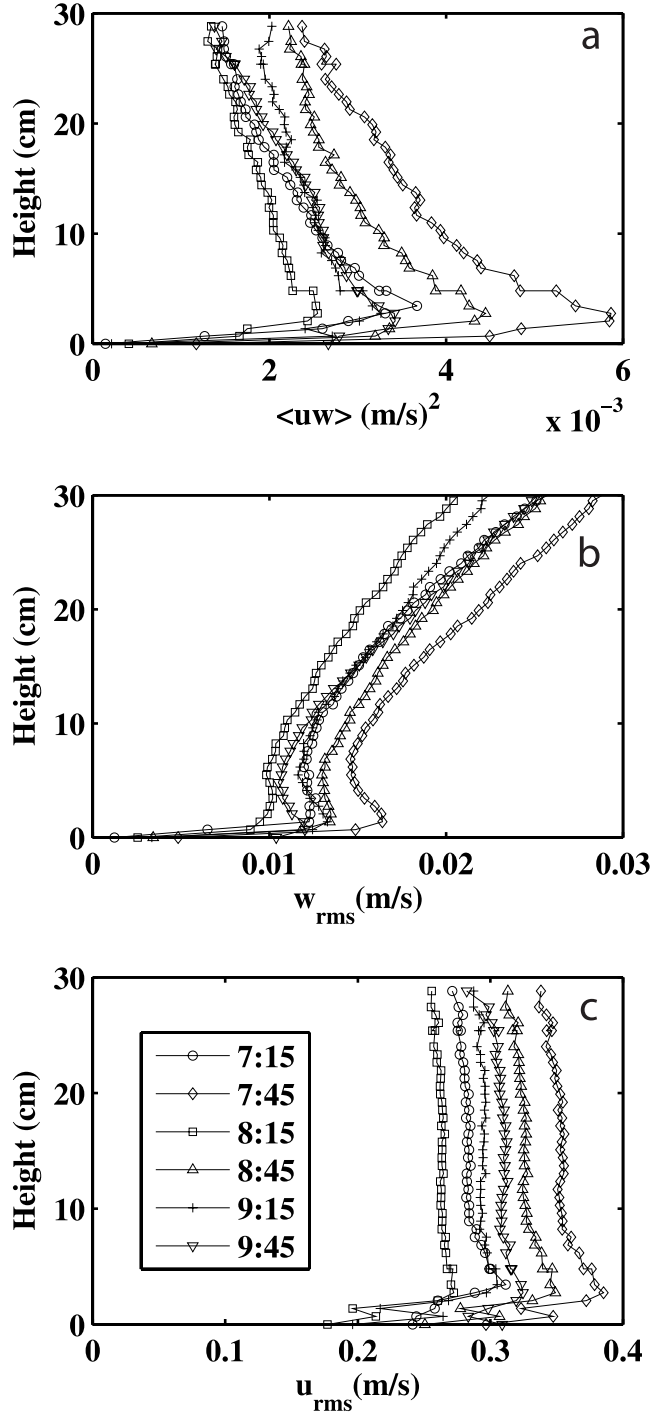 a
30
20
10
0
Height (cm)
0 2 4 6
<uw> (m/s)²
x 10⁻³
b
30
20
10
0
Height (cm)
0 0.01 0.02 0.03
w_rms(m/s)
c
30
20
10
0
Height (cm)
7:15
7:45
8:15
8:45
9:15
9:45
0 0.1 0.2 0.3 0.4
u_rms(m/s)